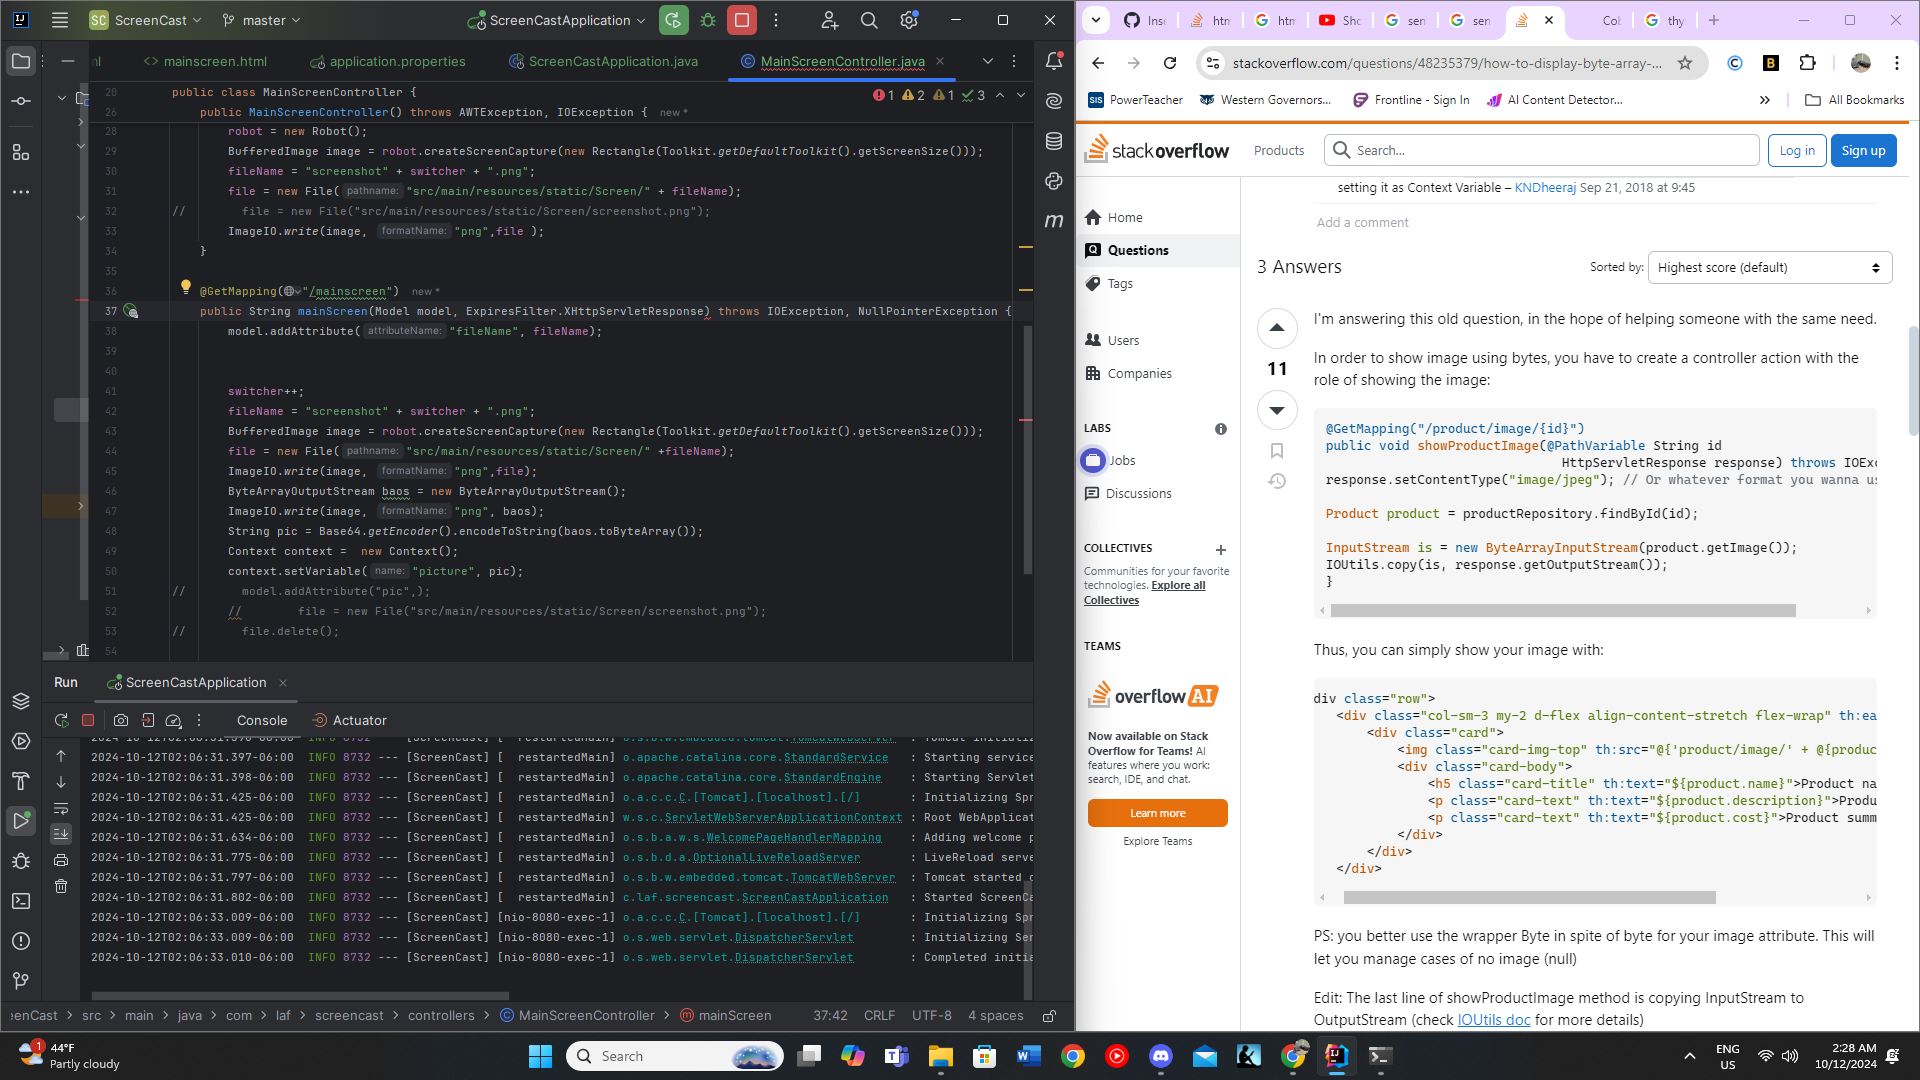 SC ScreenCast master ScreenCastApplication
mainscreen.html application.properties ScreenCastApplication.java MainScreenController.java
20 public class MainScreenController {
1 2 1 3
26 public MainScreenController() throws AWTException, IOException { new *
28 robot = new Robot();
29 BufferedImage image = robot.createScreenCapture(new Rectangle(Toolkit.getDefaultToolkit().getScreenSize()));
30 fileName = "screenshot" + switcher + ".png";
31 file = new File( pathname: "src/main/resources/static/Screen/" + fileName);
32 // file = new File("src/main/resources/static/Screen/screenshot.png");
33 ImageIO.write(image, formatName: "png",file );
34 }
35
36 @GetMapping("/mainscreen") new *
37 public String mainScreen(Model model, ExpiresFilter.XHttpServletResponse) throws IOException, NullPointerException {
38 model.addAttribute( attributeName: "fileName", fileName);
39
40
41 switcher++;
42 fileName = "screenshot" + switcher + ".png";
43 BufferedImage image = robot.createScreenCapture(new Rectangle(Toolkit.getDefaultToolkit().getScreenSize()));
44 file = new File( pathname: "src/main/resources/static/Screen/" +fileName);
45 ImageIO.write(image, formatName: "png",file);
46 ByteArrayOutputStream baos = new ByteArrayOutputStream();
47 ImageIO.write(image, formatName: "png", baos);
48 String pic = Base64.getEncoder().encodeToString(baos.toByteArray());
49 Context context = new Context();
50 context.setVariable( name: "picture", pic);
51 // model.addAttribute("pic",);
52 // file = new File("src/main/resources/static/Screen/screenshot.png");
53 // file.delete();
54
Run ScreenCastApplication
Console Actuator
2024-10-12T02:06:31.397-06:00 INFO 8732 --- [ScreenCast] [ restartedMain] o.apache.catalina.core.StandardService : Starting service
2024-10-12T02:06:31.398-06:00 INFO 8732 --- [ScreenCast] [ restartedMain] o.apache.catalina.core.StandardEngine : Starting Servlet
2024-10-12T02:06:31.425-06:00 INFO 8732 --- [ScreenCast] [ restartedMain] o.a.c.c.C.[Tomcat].[localhost].[/] : Initializing Spr
2024-10-12T02:06:31.425-06:00 INFO 8732 --- [ScreenCast] [ restartedMain] w.s.c.ServletWebServerApplicationContext : Root WebApplicat
2024-10-12T02:06:31.634-06:00 INFO 8732 --- [ScreenCast] [ restartedMain] o.s.b.a.w.s.WelcomePageHandlerMapping : Adding welcome p
2024-10-12T02:06:31.775-06:00 INFO 8732 --- [ScreenCast] [ restartedMain] o.s.b.d.a.OptionalLiveReloadServer : LiveReload serve
2024-10-12T02:06:31.797-06:00 INFO 8732 --- [ScreenCast] [ restartedMain] o.s.b.w.embedded.tomcat.TomcatWebServer : Tomcat started o
2024-10-12T02:06:31.802-06:00 INFO 8732 --- [ScreenCast] [ restartedMain] c.laf.screencast.ScreenCastApplication : Started ScreenCa
2024-10-12T02:06:33.009-06:00 INFO 8732 --- [ScreenCast] [nio-8080-exec-1] o.a.c.c.C.[Tomcat].[localhost].[/] : Initializing Spr
2024-10-12T02:06:33.009-06:00 INFO 8732 --- [ScreenCast] [nio-8080-exec-1] o.s.web.servlet.DispatcherServlet : Initializing Ser
2024-10-12T02:06:33.010-06:00 INFO 8732 --- [ScreenCast] [nio-8080-exec-1] o.s.web.servlet.DispatcherServlet : Completed initia
eenCast > src > main > java > com > laf > screencast > controllers > MainScreenController > mainScreen 37:42 CRLF UTF-8 4 spaces
Inse htm htm Sho sen sen Cok thy
stackoverflow.com/questions/48235379/how-to-display-byte-array-...
SIS PowerTeacher Western Governors... Frontline - Sign In AI Content Detector... All Bookmarks
stackoverflow Products Search... Log in Sign up
Home
Questions
Tags
Users
Companies
LABS
Jobs
Discussions
COLLECTIVES
Communities for your favorite
technologies. Explore all
Collectives
TEAMS
overflow AI
Now available on Stack
Overflow for Teams! AI
features where you work:
search, IDE, and chat.
Learn more
Explore Teams
setting it as Context Variable – KNDheeraj Sep 21, 2018 at 9:45
Add a comment
3 Answers Sorted by: Highest score (default)
11
I'm answering this old question, in the hope of helping someone with the same need.
In order to show image using bytes, you have to create a controller action with the
role of showing the image:
@GetMapping("/product/image/{id}")
public void showProductImage(@PathVariable String id
HttpServletResponse response) throws IOExc
response.setContentType("image/jpeg"); // Or whatever format you wanna us
Product product = productRepository.findById(id);
InputStream is = new ByteArrayInputStream(product.getImage());
IOUtils.copy(is, response.getOutputStream());
}
Thus, you can simply show your image with:
div class="row">
<div class="col-sm-3 my-2 d-flex align-content-stretch flex-wrap" th:ea
<div class="card">
<img class="card-img-top" th:src="@{'product/image/' + @{produc
<div class="card-body">
<h5 class="card-title" th:text="${product.name}">Product na
<p class="card-text" th:text="${product.description}">Produ
<p class="card-text" th:text="${product.cost}">Product summ
</div>
</div>
</div>
PS: you better use the wrapper Byte in spite of byte for your image attribute. This will
let you manage cases of no image (null)
Edit: The last line of showProductImage method is copying InputStream to
OutputStream (check IOUtils doc for more details)
1 44°F
Partly cloudy
Search
ENG
US
2:28 AM
10/12/2024